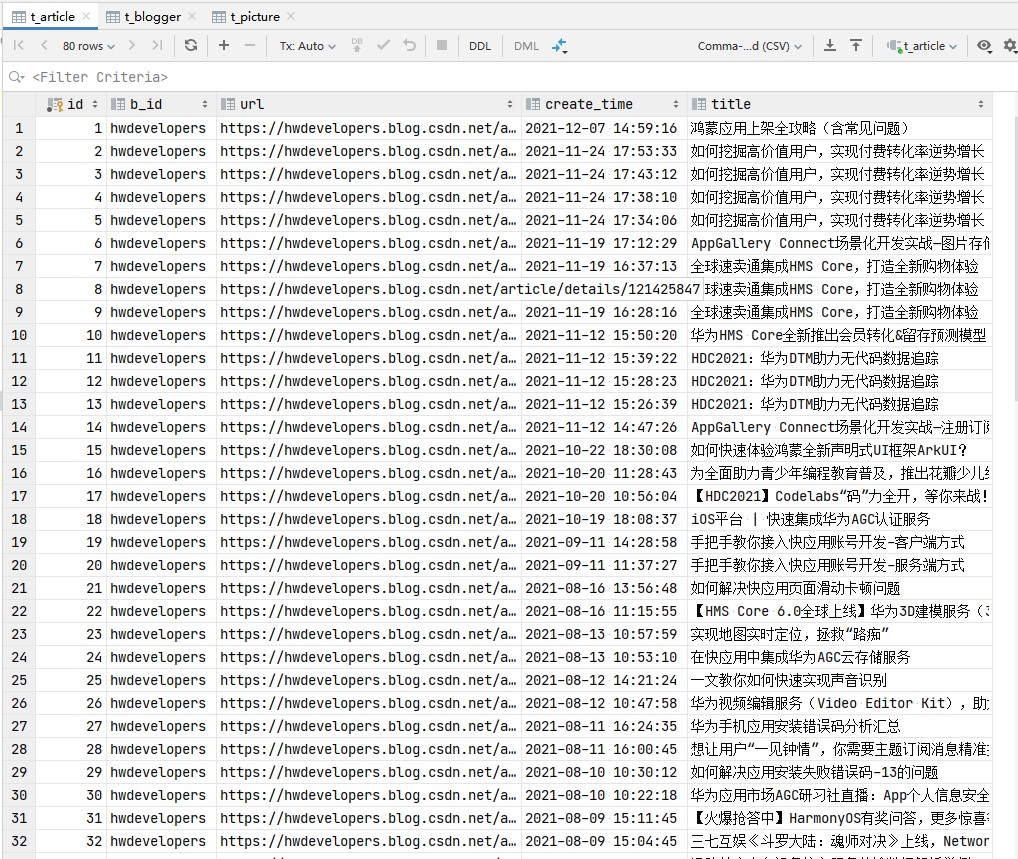 t_article t_blogger t_picture
80 rows Tx: Auto DB DDL DML Comma-...d (CSV) t_article
<Filter Criteria>
id b_id url create_time title
1 1 hwdevelopers https://hwdevelopers.blog.csdn.net/a… 2021-12-07 14:59:16 鸿蒙应用上架全攻略（含常见问题）
2 2 hwdevelopers https://hwdevelopers.blog.csdn.net/a… 2021-11-24 17:53:33 如何挖掘高价值用户，实现付费转化率逆势增长
3 3 hwdevelopers https://hwdevelopers.blog.csdn.net/a… 2021-11-24 17:43:12 如何挖掘高价值用户，实现付费转化率逆势增长
4 4 hwdevelopers https://hwdevelopers.blog.csdn.net/a… 2021-11-24 17:38:10 如何挖掘高价值用户，实现付费转化率逆势增长
5 5 hwdevelopers https://hwdevelopers.blog.csdn.net/a… 2021-11-24 17:34:06 如何挖掘高价值用户，实现付费转化率逆势增长
6 6 hwdevelopers https://hwdevelopers.blog.csdn.net/a… 2021-11-19 17:12:29 AppGallery Connect场景化开发实战—图片存
7 7 hwdevelopers https://hwdevelopers.blog.csdn.net/a… 2021-11-19 16:37:13 全球速卖通集成HMS Core，打造全新购物体验
8 8 hwdevelopers https://hwdevelopers.blog.csdn.net/article/details/121425847 球速卖通集成HMS Core，打造全新购物体验
9 9 hwdevelopers https://hwdevelopers.blog.csdn.net/a… 2021-11-19 16:28:16 全球速卖通集成HMS Core，打造全新购物体验
10 10 hwdevelopers https://hwdevelopers.blog.csdn.net/a… 2021-11-12 15:50:20 华为HMS Core全新推出会员转化&留存预测模型
11 11 hwdevelopers https://hwdevelopers.blog.csdn.net/a… 2021-11-12 15:39:22 HDC2021：华为DTM助力无代码数据追踪
12 12 hwdevelopers https://hwdevelopers.blog.csdn.net/a… 2021-11-12 15:28:23 HDC2021：华为DTM助力无代码数据追踪
13 13 hwdevelopers https://hwdevelopers.blog.csdn.net/a… 2021-11-12 15:26:39 HDC2021：华为DTM助力无代码数据追踪
14 14 hwdevelopers https://hwdevelopers.blog.csdn.net/a… 2021-11-12 14:47:26 AppGallery Connect场景化开发实战—注册订
15 15 hwdevelopers https://hwdevelopers.blog.csdn.net/a… 2021-10-22 18:30:08 如何快速体验鸿蒙全新声明式UI框架ArkUI？
16 16 hwdevelopers https://hwdevelopers.blog.csdn.net/a… 2021-10-20 11:28:43 为全面助力青少年编程教育普及，推出花瓣少儿
17 17 hwdevelopers https://hwdevelopers.blog.csdn.net/a… 2021-10-20 10:56:04 【HDC2021】Codelabs“码”力全开，等你来战！
18 18 hwdevelopers https://hwdevelopers.blog.csdn.net/a… 2021-10-19 18:08:37 iOS平台 | 快速集成华为AGC认证服务
19 19 hwdevelopers https://hwdevelopers.blog.csdn.net/a… 2021-09-11 14:28:58 手把手教你接入快应用账号开发-客户端方式
20 20 hwdevelopers https://hwdevelopers.blog.csdn.net/a… 2021-09-11 11:37:27 手把手教你接入快应用账号开发-服务端方式
21 21 hwdevelopers https://hwdevelopers.blog.csdn.net/a… 2021-08-16 13:56:48 如何解决快应用页面滑动卡顿问题
22 22 hwdevelopers https://hwdevelopers.blog.csdn.net/a… 2021-08-16 11:15:55 【HMS Core 6.0全球上线】华为3D建模服务（
23 23 hwdevelopers https://hwdevelopers.blog.csdn.net/a… 2021-08-13 10:57:59 实现地图实时定位，拯救“路痴”
24 24 hwdevelopers https://hwdevelopers.blog.csdn.net/a… 2021-08-13 10:53:10 在快应用中集成华为AGC云存储服务
25 25 hwdevelopers https://hwdevelopers.blog.csdn.net/a… 2021-08-12 14:21:24 一文教你如何快速实现声音识别
26 26 hwdevelopers https://hwdevelopers.blog.csdn.net/a… 2021-08-12 10:47:58 华为视频编辑服务（Video Editor Kit），助
27 27 hwdevelopers https://hwdevelopers.blog.csdn.net/a… 2021-08-11 16:24:35 华为手机应用安装错误码分析汇总
28 28 hwdevelopers https://hwdevelopers.blog.csdn.net/a… 2021-08-11 16:00:45 想让用户“一见钟情”，你需要主题订阅消息精准
29 29 hwdevelopers https://hwdevelopers.blog.csdn.net/a… 2021-08-10 10:30:12 如何解决应用安装失败错误码-13的问题
30 30 hwdevelopers https://hwdevelopers.blog.csdn.net/a… 2021-08-10 10:22:18 华为应用市场AGC研习社直播：App个人信息安全
31 31 hwdevelopers https://hwdevelopers.blog.csdn.net/a… 2021-08-09 15:11:45 【火爆抢答中】HarmonyOS有奖问答，更多惊喜
32 32 hwdevelopers https://hwdevelopers.blog.csdn.net/a… 2021-08-09 15:04:45 三七互娱《斗罗大陆：魂师对决》上线，Networ